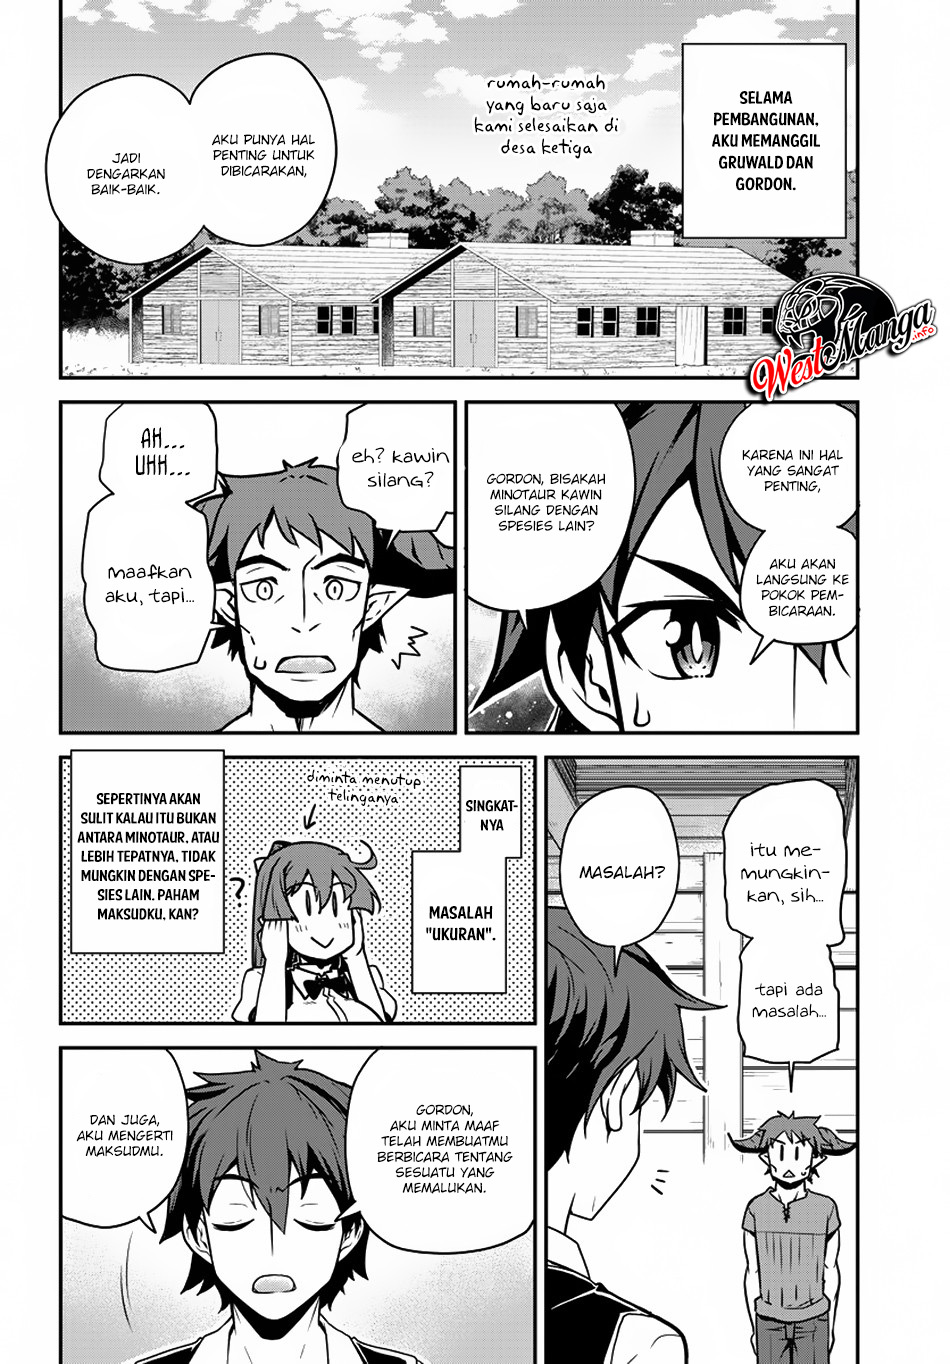 SELAMA
PEMBANGUNAN,
AKU MEMANGGIL
GRUWALD DAN
GORDON.
rumah-rumah
yang baru saja
kami selesaikan di
desa ketiga
AKU PUNYA HAL
PENTING UNTUK
DIBICARAKAN,
JADI
DENGARKAN
BAIK-BAIK.
WestManga.info
KARENA INI HAL
YANG SANGAT
PENTING,
AKU AKAN
LANGSUNG KE
POKOK PEM-
BICARAAN.
GORDON, BISAKAH
MINOTAUR KAWIN
SILANG DENGAN
SPESIES LAIN?
eh? kawin
silang?
AH...
UHH...
maafkan
aku, tapi...
itu me-
mungkin-
kan, sih...
tapi ada
masalah...
MASALAH?
SINGKAT-
NYA
MASALAH
"UKURAN".
diminta menutup
telinganya
?
SEPERTINYA AKAN
SULIT KALAU ITU BUKAN
ANTARA MINOTAUR, ATAU
LEBIH TEPATNYA, TIDAK
MUNGKIN DENGAN SPE-
SIES LAIN. PAHAM
MAKSUDKU, KAN?
GORDON,
AKU MINTA MAAF
TELAH MEMBUATMU
BERBICARA TENTANG
SESUATU YANG
MEMALUKAN.
DAN JUGA,
AKU MENGERTI
MAKSUDMU.